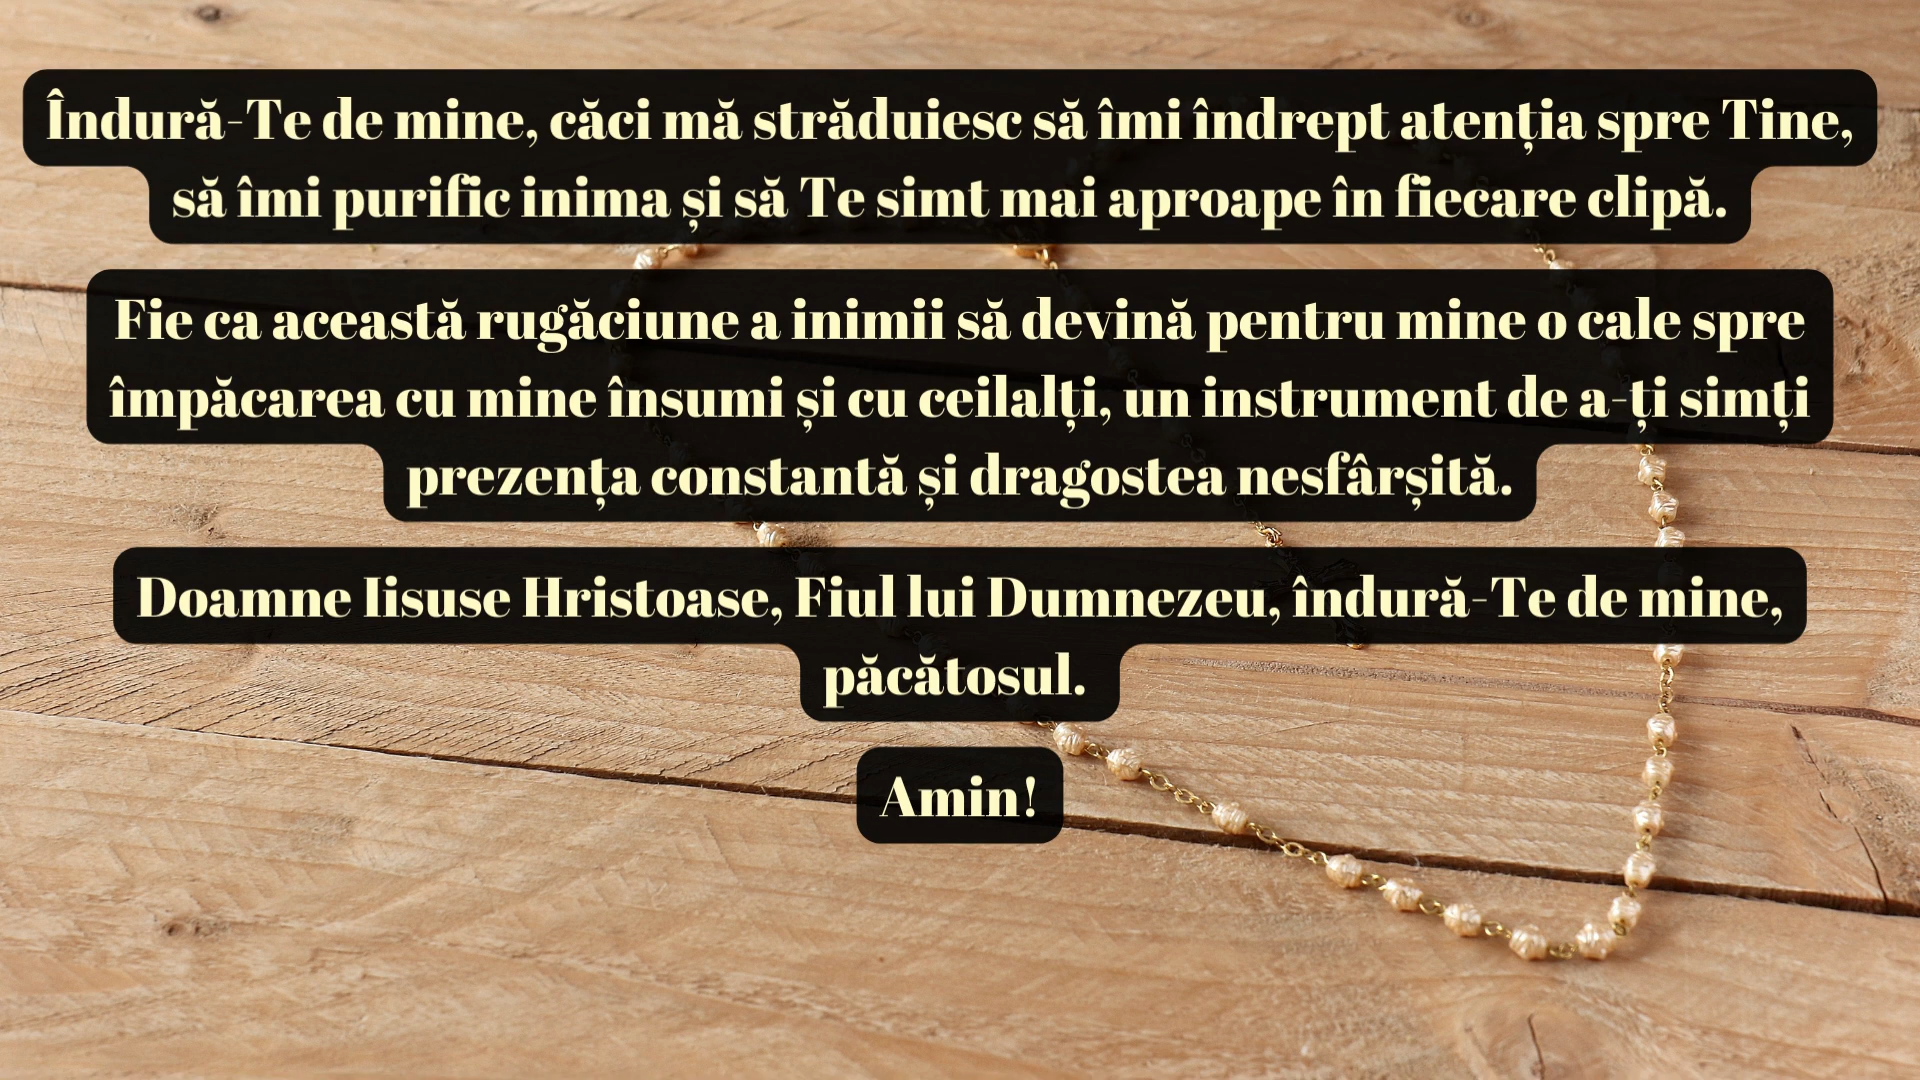 Îndură-Te de mine, căci mă străduiesc să îmi îndrept atenția spre Tine,
să îmi purific inima și să Te simt mai aproape în fiecare clipă.
Fie ca această rugăciune a inimii să devină pentru mine o cale spre
împăcarea cu mine însumi și cu ceilalți, un instrument de a-ți simți
prezența constantă și dragostea nesfârșită.
Doamne Iisuse Hristoase, Fiul lui Dumnezeu, îndură-Te de mine,
păcătosul.
Amin!